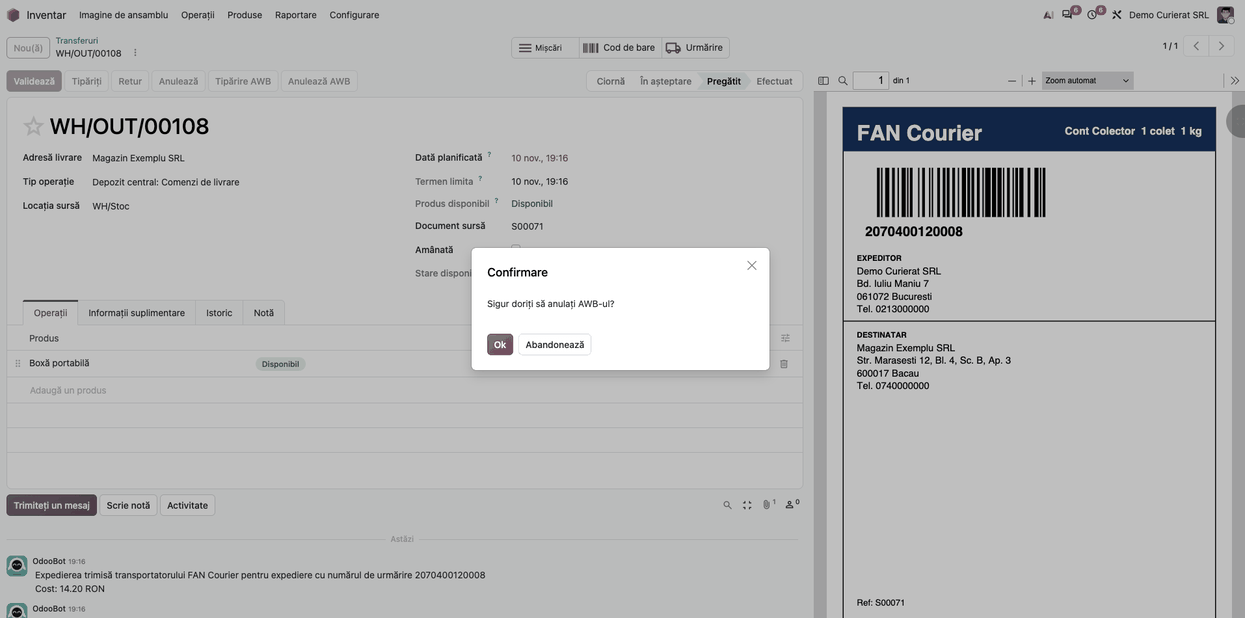 Inventar
Imagine de ansamblu
Operații
Produse
Raportare
Configurare
6
6
Demo Curierat SRL
Nou(ă)
Transferuri
WH/OUT/00108
Mișcări
Cod de bare
Urmărire
1 / 1
Validează
Tipăriți
Retur
Anulează
Tipărire AWB
Anulează AWB
Ciornă
În așteptare
Pregătit
Efectuat
1
din 1
Zoom automat
WH/OUT/00108
Adresă livrare Magazin Exemplu SRL
Tip operație Depozit central: Comenzi de livrare
Locația sursă WH/Stoc
Dată planificată ? 10 nov., 19:16
Termen limita ? 10 nov., 19:16
Produs disponibil ? Disponibil
Document sursă S00071
Amânată
Stare disponi
Confirmare
Sigur doriți să anulați AWB-ul?
Ok
Abandonează
Operații
Informații suplimentare
Istoric
Notă
Produs
Boxă portabilă
Disponibil
Adaugă un produs
Trimiteți un mesaj
Scrie notă
Activitate
1
0
Astăzi
OdooBot 19:16
Expedierea trimisă transportatorului FAN Courier pentru expediere cu numărul de urmărire 2070400120008
Cost: 14.20 RON
OdooBot 19:16
FAN Courier
Cont Colector 1 colet 1 kg
2070400120008
EXPEDITOR
Demo Curierat SRL
Bd. Iuliu Maniu 7
061072 Bucuresti
Tel. 0213000000
DESTINATAR
Magazin Exemplu SRL
Str. Marasesti 12, Bl. 4, Sc. B, Ap. 3
600017 Bacau
Tel. 0740000000
Ref: S00071